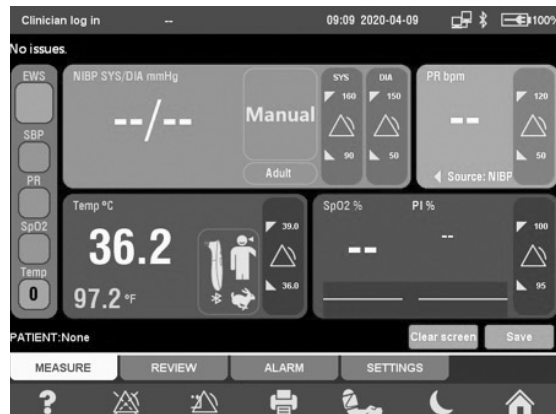 Clinician log in -- 09:09 2020-04-09 100%
No issues.
EWS
SBP
PR
SpO2
Temp
0
NIBP SYS/DIA mmHg
--/--
Manual
Adult
SYS
160
90
DIA
150
50
PR bpm
--
Source: NIBP
120
50
Temp °C
36.2
97.2 °F
39.0
36.0
SpO2 %
--
PI %
--
100
95
PATIENT:None
Clear screen
Save
MEASURE REVIEW ALARM SETTINGS
?